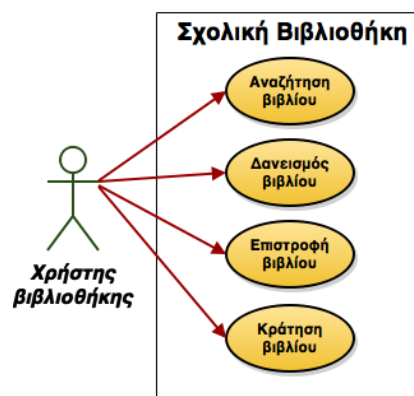 Σχολική Βιβλιοθήκη
Αναζήτηση
βιβλίου
Δανεισμός
βιβλίου
Επιστροφή
βιβλίου
Κράτηση
βιβλίου
Χρήστης
βιβλιοθήκης